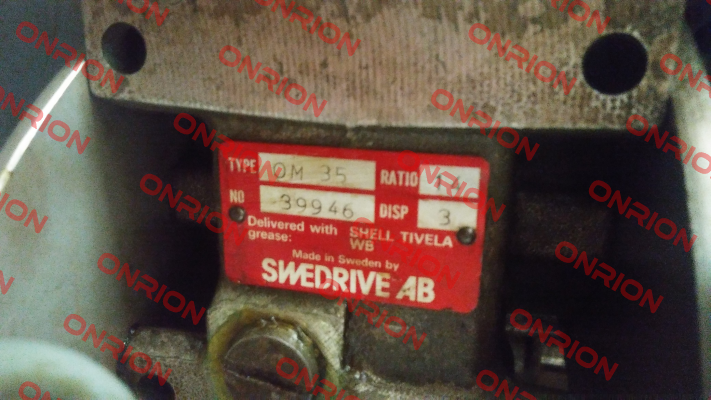 TYPE OM 35 RATIO
NO 39946 DISP 3
Delivered with SHELL TIVELA
grease: WB
Made in Sweden by
SWEDRIVE AB
ONRION